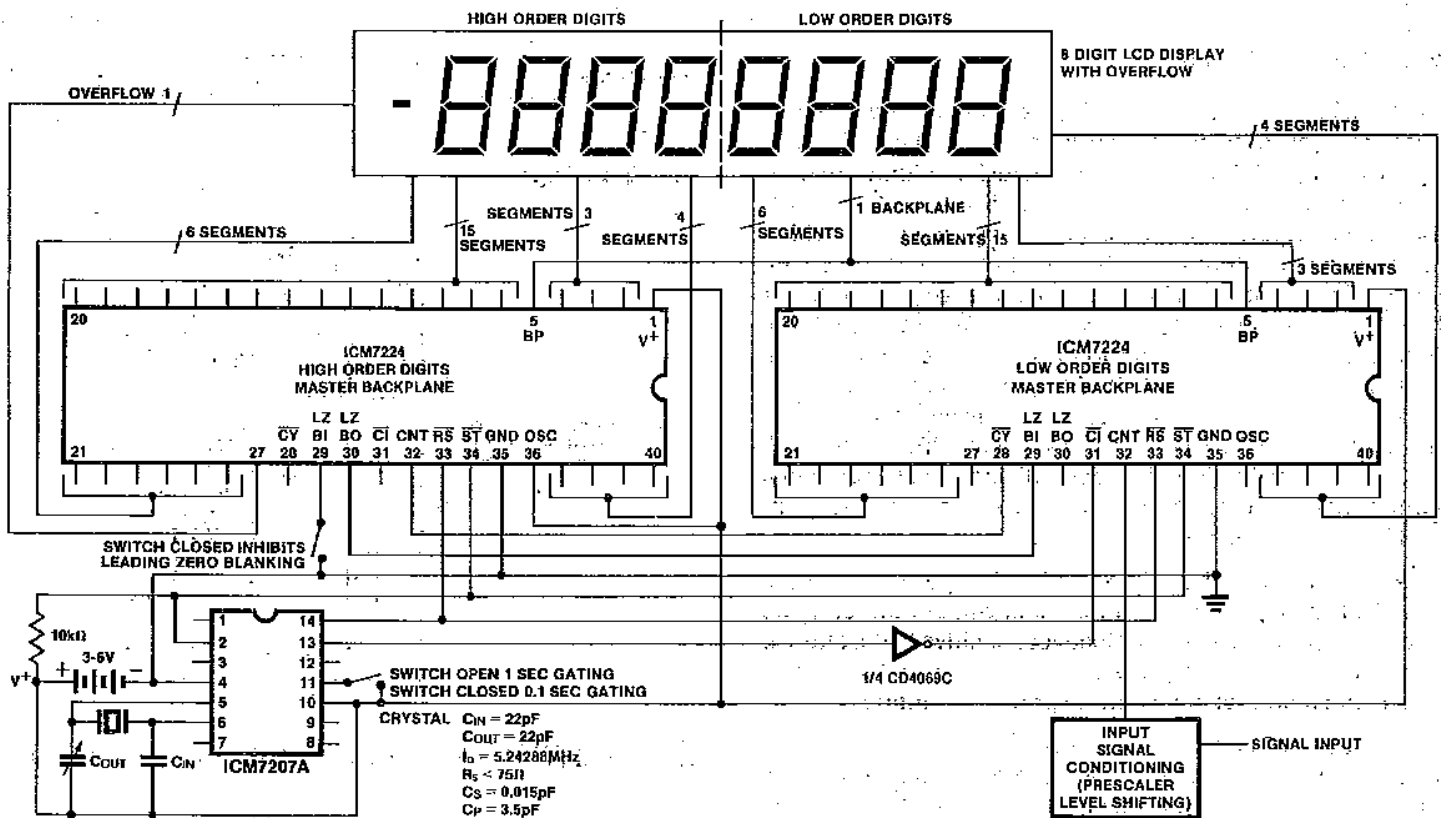 HIGH ORDER DIGITS
LOW ORDER DIGITS
8 DIGIT LCD DISPLAY
WITH OVERFLOW
OVERFLOW 1
4 SEGMENTS
6 SEGMENTS
15
SEGMENTS
SEGMENTS 3
4
SEGMENTS
6
SEGMENTS
1 BACKPLANE
SEGMENTS 15
3 SEGMENTS
20
5
BP
1
V+
ICM7224
HIGH ORDER DIGITS
MASTER BACKPLANE
CY
LZ
BI
LZ
BO
CI
CNT
RS
ST
GND
OSC
21
27
28
29
30
31
32
33
34
35
36
40
20
5
BP
1
V+
ICM7224
LOW ORDER DIGITS
MASTER BACKPLANE
CY
LZ
BI
LZ
BO
CI
CNT
RS
ST
GND
OSC
21
27
28
29
30
31
32
33
34
35
36
40
SWITCH CLOSED INHIBITS
LEADING ZERO BLANKING
10kΩ
V+
+
3-6V
-
COUT
CIN
1
2
3
4
5
6
7
14
13
12
11
10
9
8
ICM7207A
SWITCH OPEN 1 SEC GATING
SWITCH CLOSED 0.1 SEC GATING
CRYSTAL
CIN = 22pF
COUT = 22pF
fo = 5.24288MHz
RS < 75Ω
CS = 0.015pF
CP = 3.5pF
1/4 CD4069C
INPUT
SIGNAL
CONDITIONING
(PRESCALER
LEVEL SHIFTING)
SIGNAL INPUT